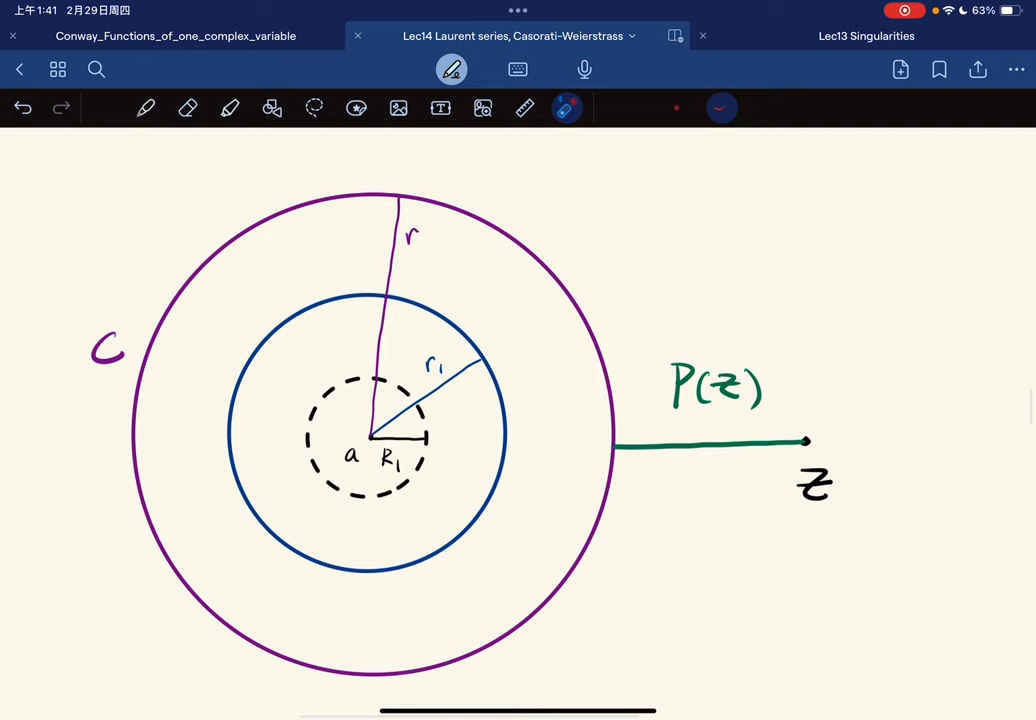 上午1:41 2月29日周四
63%
Conway_Functions_of_one_complex_variable
Lec14 Laurent series, Casorati-Weierstrass
Lec13 Singularities
r
C
r₁
P(z)
a R₁
z